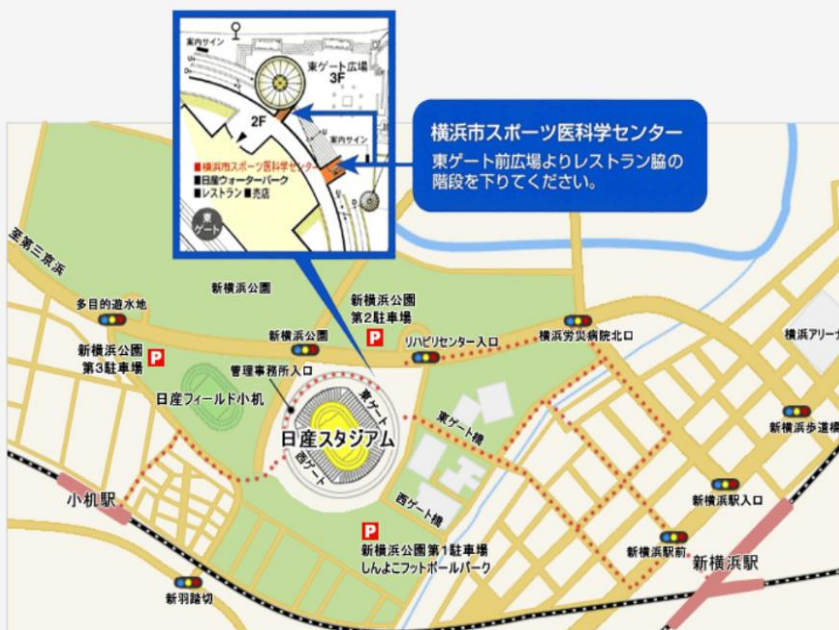 案内サイン
東ゲート広場
3F
2F
案内サイン
■横浜市スポーツ医科学センター
■日産ウォーターパーク
■レストラン ■売店
東
ゲート
横浜市スポーツ医科学センター
東ゲート前広場よりレストラン脇の
階段を下りてください。
至第三京浜
多目的遊水地
新横浜公園
新横浜公園
第2駐車場
P
新横浜公園
リハビリセンター入口
横浜労災病院北口
横浜アリーナ
新横浜公園
第3駐車場
P
管理事務所入口
日産フィールド小机
東ゲート
日産スタジアム
西ゲート
東ゲート橋
新横浜歩道橋
小机駅
西ゲート橋
新横浜駅入口
P
新横浜公園第1駐車場
しんよこフットボールパーク
新横浜駅前
新横浜駅
新羽踏切